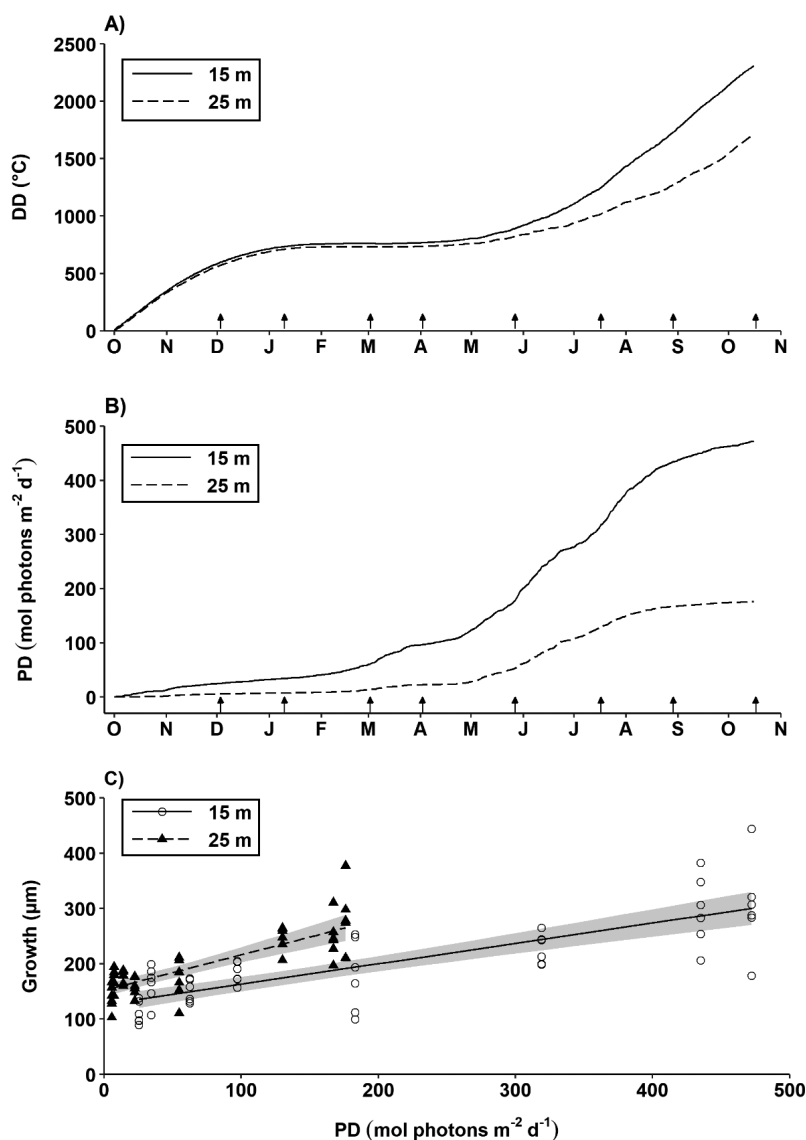 A)
2500
2000
1500
1000
500
0
DD (°C)
15 m
25 m
O N D J F M A M J J A S O N
B)
500
400
300
200
100
0
PD (mol photons m⁻² d⁻¹)
15 m
25 m
O N D J F M A M J J A S O N
C)
500
400
300
200
100
0
Growth (µm)
15 m
25 m
0 100 200 300 400 500
PD (mol photons m⁻² d⁻¹)